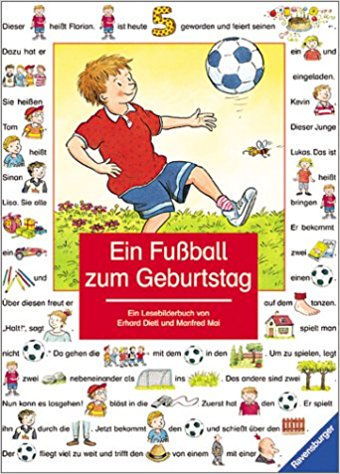 Dieser heißt Florian. ist heute 5 geworden und feiert seinen
Dazu hat er ein und
eingeladen.
Sie heißen Kevin
Tom heißt Dieser Junge
Lukas. Das ist
Sinan heißt
Lisa. Sie alle bringen
Er bekommt
ein zwei
und einen
Ein Fußball
zum Geburtstag
Ein Lesebilderbuch von
Erhard Dietl und Manfred Mai
Über diesen freut er auf dem tanzen.
„Halt!", sagt spielt man
nicht ." Da gehen die mit dem in den . Um zu spielen, legt
zwei nebeneinander als . Das andere sind zwei
Nun kann es losgehen! bläst in die . Zuerst hat den . Er spielt
ihn durch die . Jetzt bekommt den und schießt über den
Der fliegt viel zu weit und trifft den von einem mit einer
Ravensburger